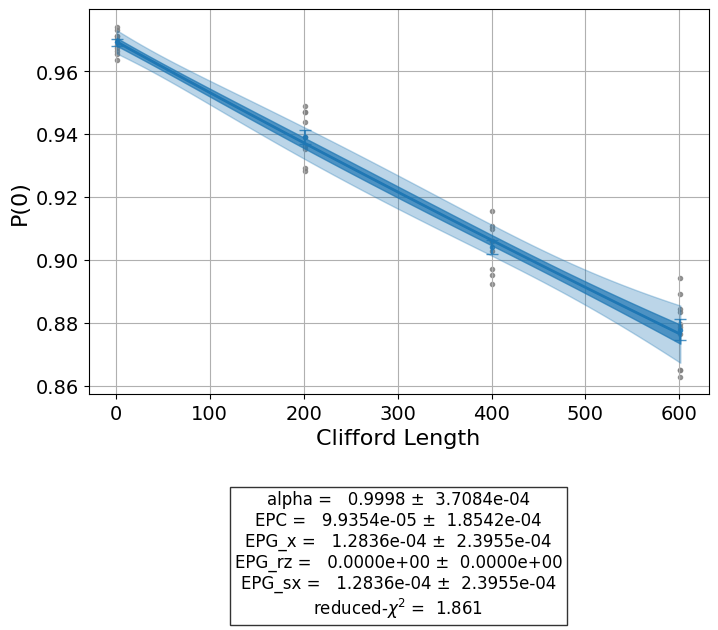 0.96
0.94
0.92
0.90
0.88
0.86
P(0)
0 100 200 300 400 500 600
Clifford Length
alpha = 0.9998 ± 3.7084e-04
EPC = 9.9354e-05 ± 1.8542e-04
EPG_x = 1.2836e-04 ± 2.3955e-04
EPG_rz = 0.0000e+00 ± 0.0000e+00
EPG_sx = 1.2836e-04 ± 2.3955e-04
reduced-χ² = 1.861